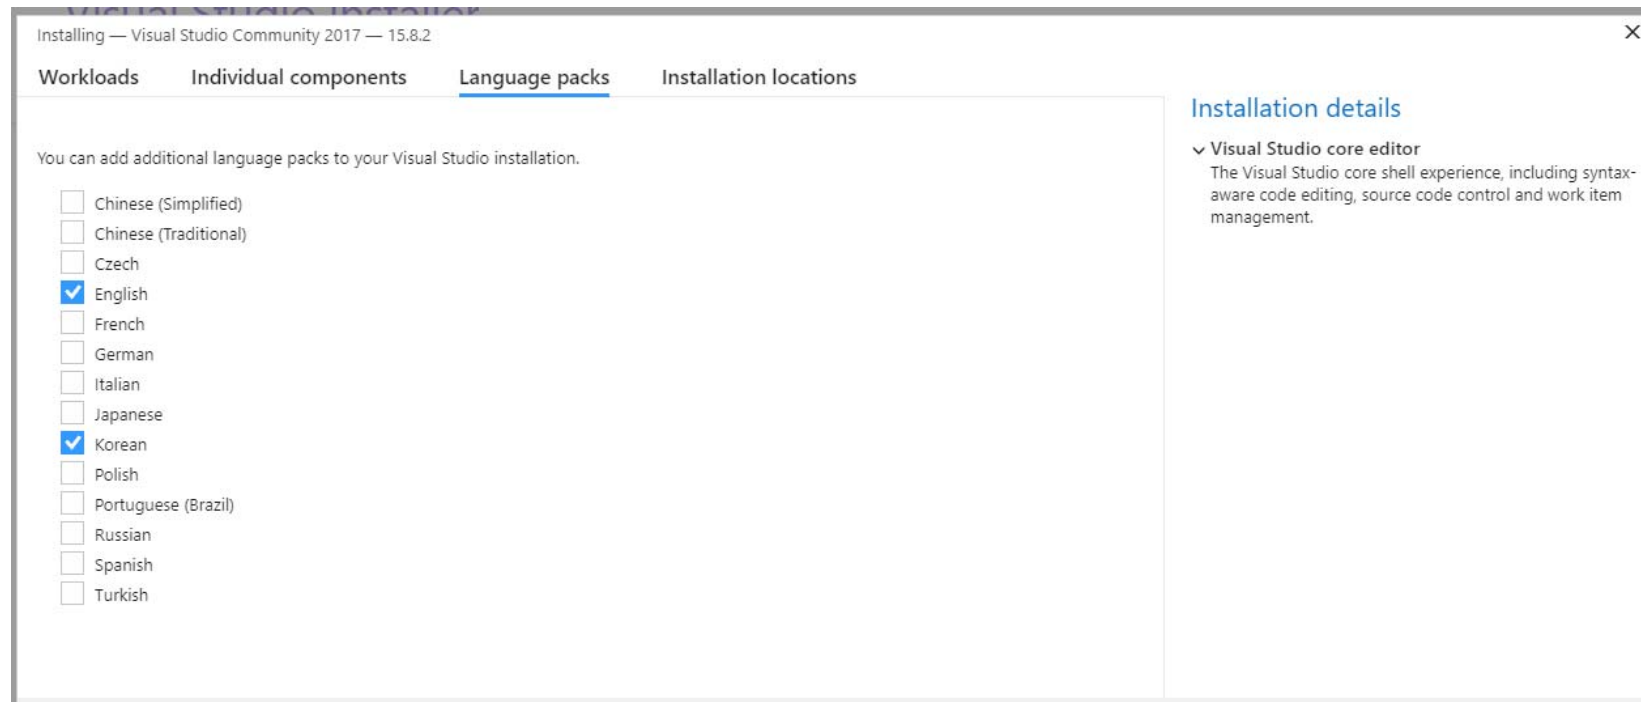 Visual Studio Installer
Installing — Visual Studio Community 2017 — 15.8.2
Workloads Individual components Language packs Installation locations
You can add additional language packs to your Visual Studio installation.
Chinese (Simplified)
Chinese (Traditional)
Czech
English
French
German
Italian
Japanese
Korean
Polish
Portuguese (Brazil)
Russian
Spanish
Turkish
Installation details
Visual Studio core editor
The Visual Studio core shell experience, including syntax-
aware code editing, source code control and work item
management.